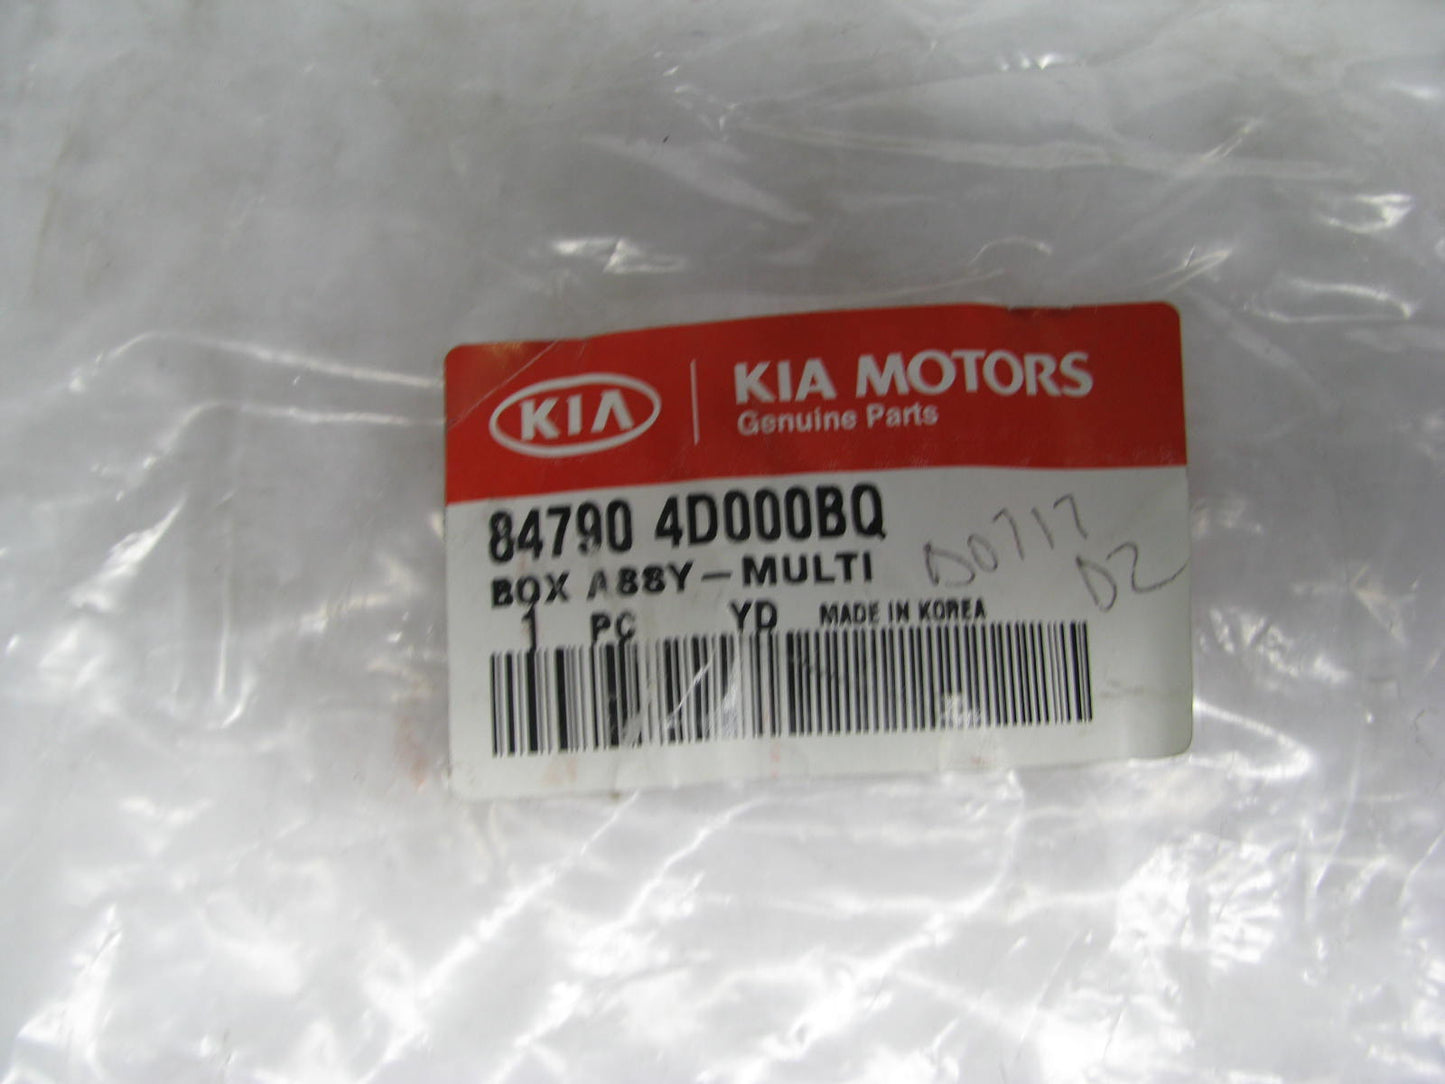 KIA
KIA MOTORS
Genuine Parts
84790 4D000BQ
BOX ASSY-MULTI
D0717
D2
1 PC YD MADE IN KOREA